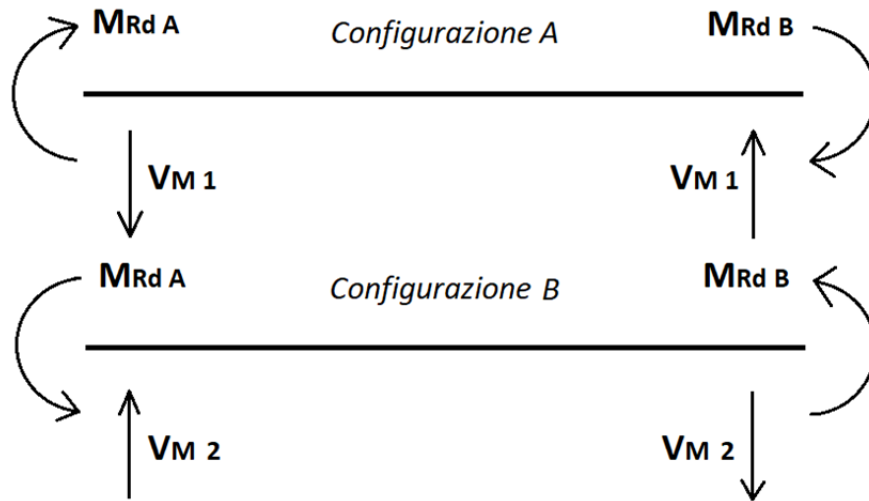 MRd A Configurazione A MRd B
VM 1 VM 1
MRd A Configurazione B MRd B
VM 2 VM 2